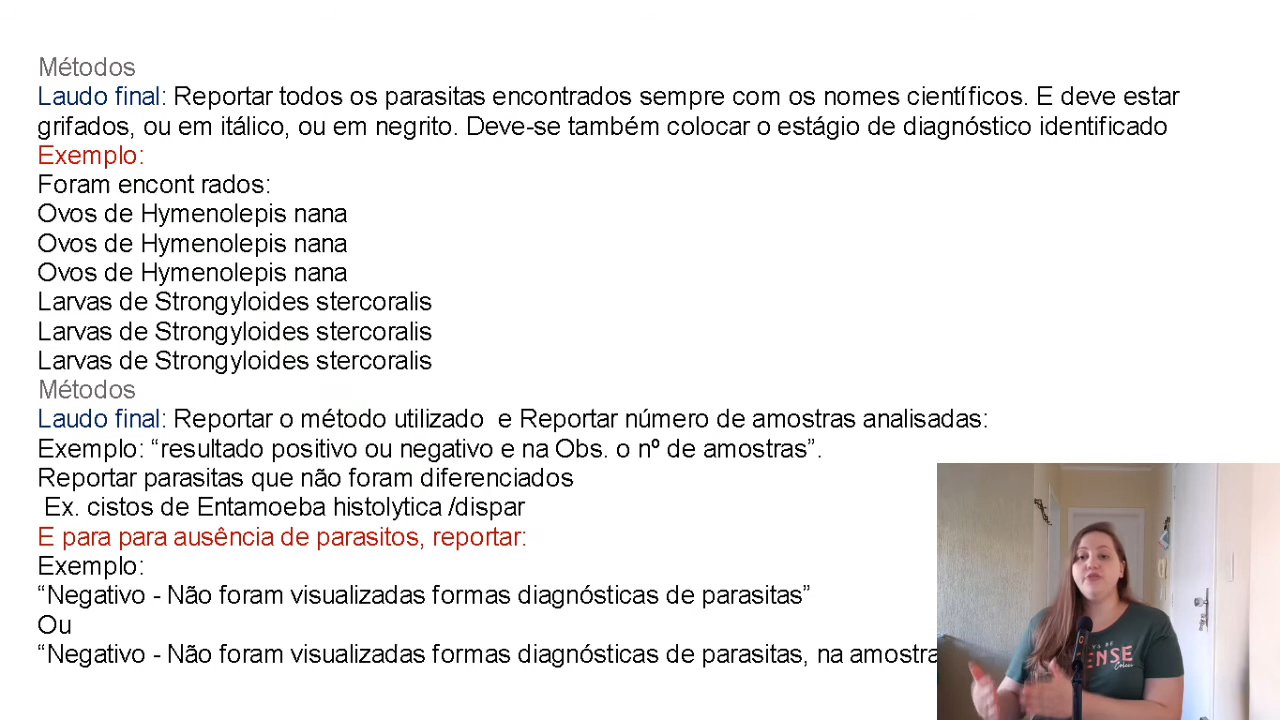 Métodos
Laudo final: Reportar todos os parasitas encontrados sempre com os nomes científicos. E deve estar
grifados, ou em itálico, ou em negrito. Deve-se também colocar o estágio de diagnóstico identificado
Exemplo:
Foram encont rados:
Ovos de Hymenolepis nana
Ovos de Hymenolepis nana
Ovos de Hymenolepis nana
Larvas de Strongyloides stercoralis
Larvas de Strongyloides stercoralis
Larvas de Strongyloides stercoralis
Métodos
Laudo final: Reportar o método utilizado  e Reportar número de amostras analisadas:
Exemplo: “resultado positivo ou negativo e na Obs. o nº de amostras”.
Reportar parasitas que não foram diferenciados
Ex. cistos de Entamoeba histolytica /dispar
E para para ausência de parasitos, reportar:
Exemplo:
“Negativo - Não foram visualizadas formas diagnósticas de parasitas”
Ou
“Negativo - Não foram visualizadas formas diagnósticas de parasitas, na amostra